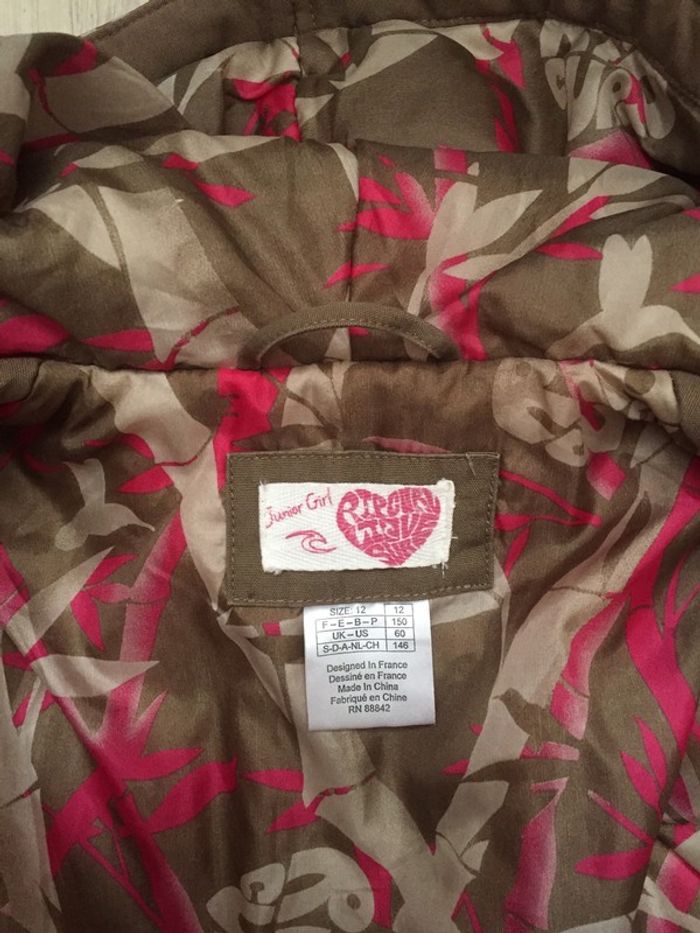 CURL
Junior Girl
RIPCURL
SIZE: 12 12
F-E-B-P 150
UK-US 60
S-D-A-NL-CH 146
Designed In France
Dessiné en France
Made In China
Fabriqué en Chine
RN 88842